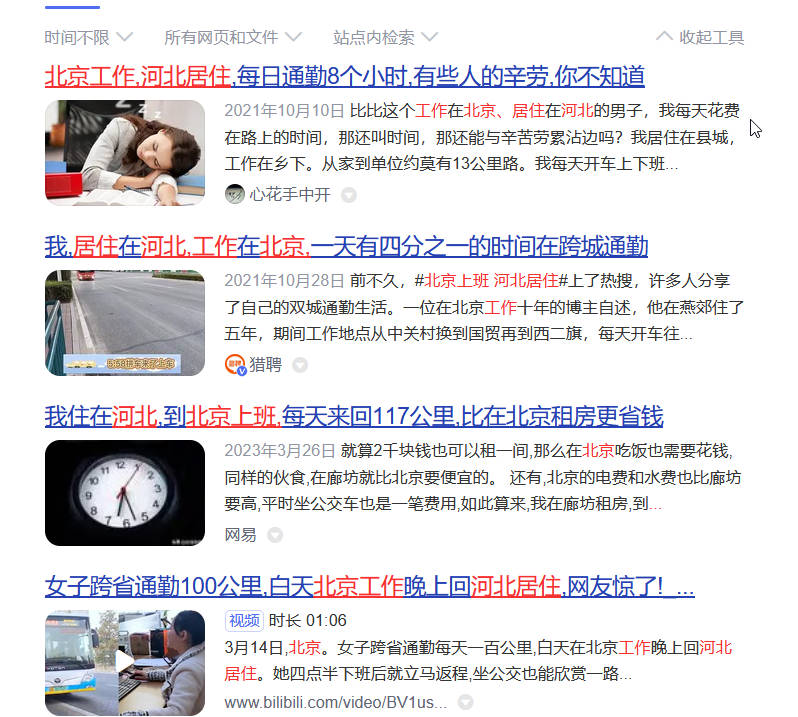 时间不限 所有网页和文件 站点内检索 收起工具
北京工作,河北居住,每日通勤8个小时,有些人的辛劳,你不知道
2021年10月10日 比比这个工作在北京、居住在河北的男子，我每天花费
在路上的时间，那还叫时间，那还能与辛苦劳累沾边吗？我居住在县城，
工作在乡下。从家到单位约莫有13公里路。我每天开车上下班...
心花手中开
我,居住在河北,工作在北京,一天有四分之一的时间在跨城通勤
2021年10月28日 前不久，#北京上班 河北居住#上了热搜，许多人分享
了自己的双城通勤生活。一位在北京工作十年的博主自述，他在燕郊住了
五年，期间工作地点从中关村换到国贸再到西二旗，每天开车往...
猎聘
我住在河北,到北京上班,每天来回117公里,比在北京租房更省钱
2023年3月26日 就算2千块钱也可以租一间,那么在北京吃饭也需要花钱,
同样的伙食,在廊坊就比北京要便宜的。 还有,北京的电费和水费也比廊坊
要高,平时坐公交车也是一笔费用,如此算来,我在廊坊租房,到...
网易
女子跨省通勤100公里,白天北京工作晚上回河北居住,网友惊了!_...
视频 时长 01:06
3月14日,北京。女子跨省通勤每天一百公里,白天在北京工作晚上回河北
居住。她四点半下班后就立马返程,坐公交也能欣赏一路...
www.bilibili.com/video/BV1us...